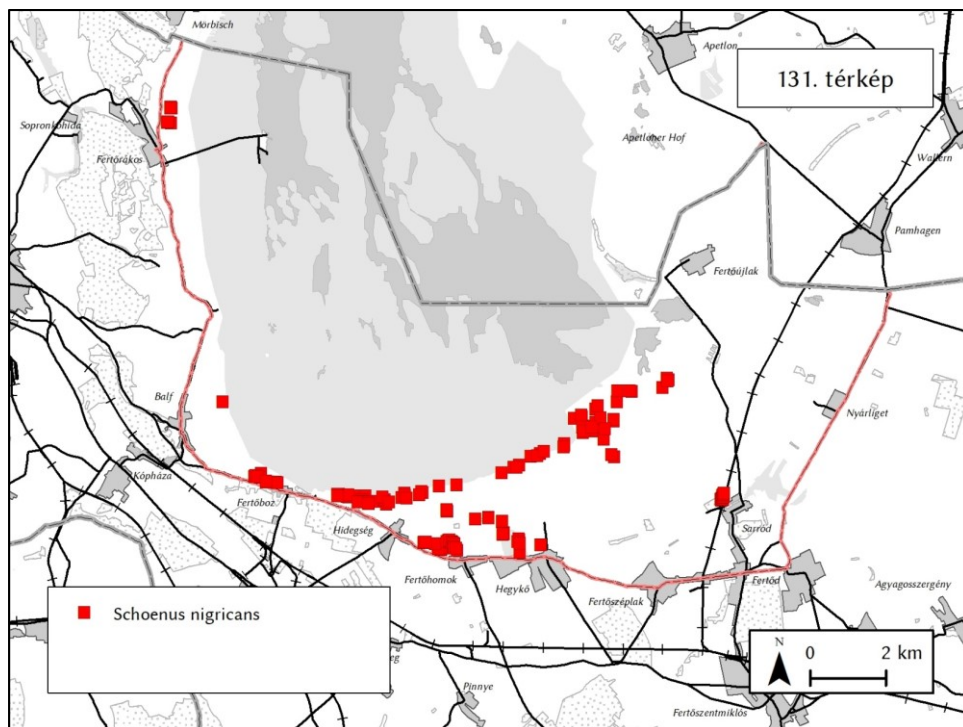 Mörbisch
Apetlon
131. térkép
Sopronkőhida
Apetloner Hof
Wallern
Fertőrákos
Pamhagen
Fertőújlak
Balf
Nyárliget
Kópháza
Fertőboz
Hidegség
Sarród
Fertőhomok
Hegykő
Fertőd
Agyagosszergény
Fertőszéplak
Schoenus nigricans
N
0 2 km
Pinnye
Fertőszentmiklós